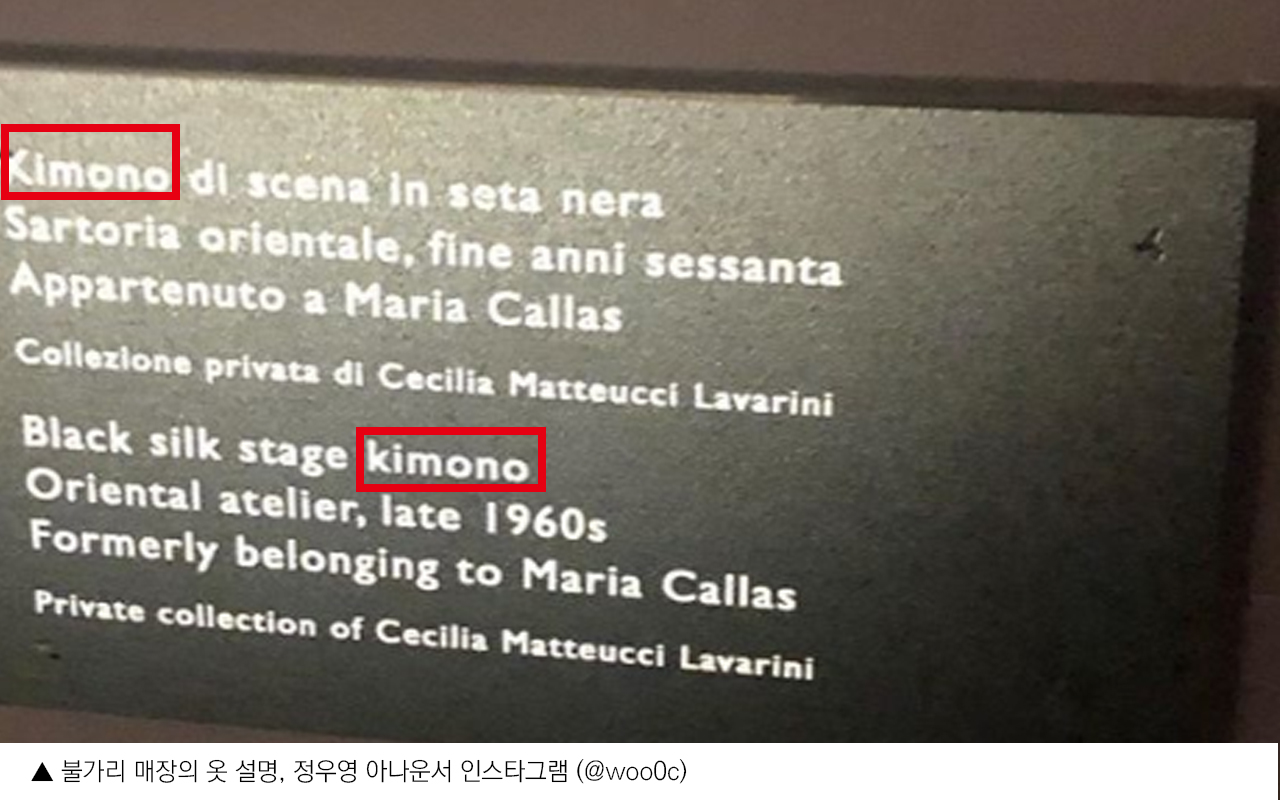 Kimono di scena in seta nera
Sartoria orientale, fine anni sessanta
Appartenuto a Maria Callas
Collezione privata di Cecilia Matteucci Lavarini
Black silk stage kimono
Oriental atelier, late 1960s
Formerly belonging to Maria Callas
Private collection of Cecilia Matteucci Lavarini
▲ 불가리 매장의 옷 설명, 정우영 아나운서 인스타그램 (@woo0c)